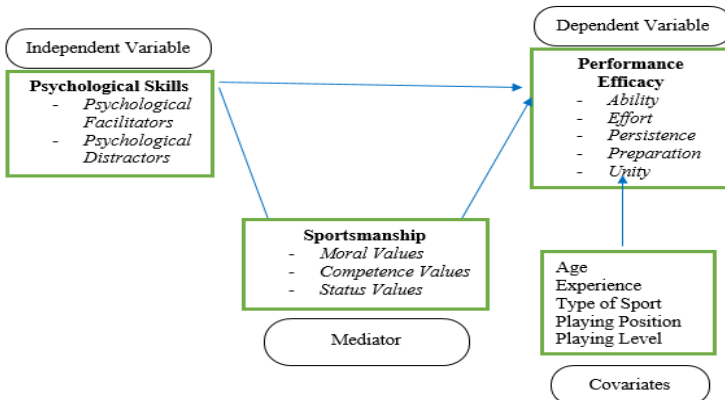 Independent Variable
Psychological Skills
- Psychological
Facilitators
- Psychological
Distractors
Dependent Variable
Performance
Efficacy
- Ability
- Effort
- Persistence
- Preparation
- Unity
Sportsmanship
- Moral Values
- Competence Values
- Status Values
Mediator
Age
Experience
Type of Sport
Playing Position
Playing Level
Covariates